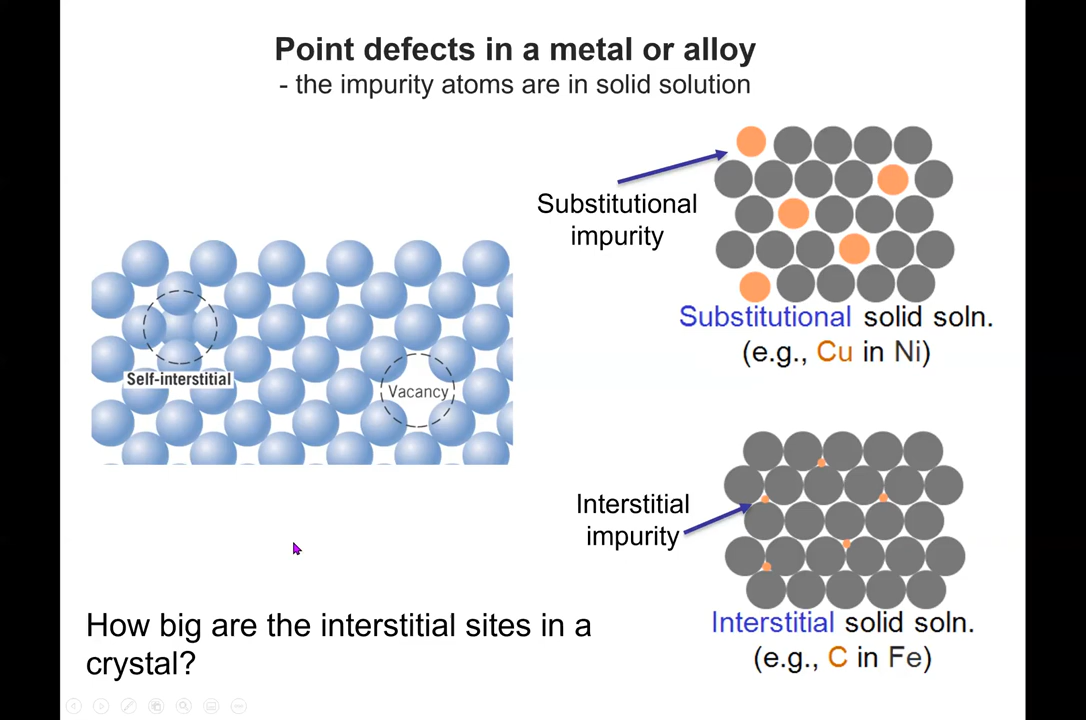 Point defects in a metal or alloy
- the impurity atoms are in solid solution
Substitutional
impurity
Substitutional solid soln.
(e.g., Cu in Ni)
Self-interstitial
Vacancy
Interstitial
impurity
Interstitial solid soln.
(e.g., C in Fe)
How big are the interstitial sites in a
crystal?